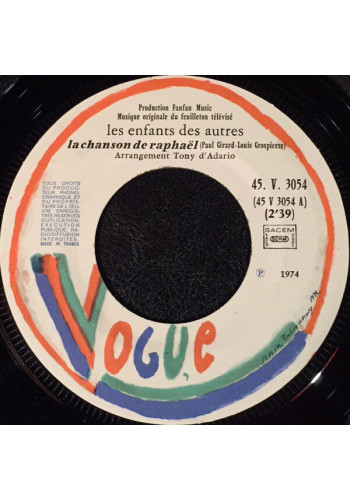 Production Fanfan Music
Musique originale du feuilleton télévisé
les enfants des autres
la chanson de raphaël (Paul Girard-Louis Grospierre)
Arrangement Tony d'Adario
TOUS DROITS
DU PRODUC-
TEUR PHONO-
GRAPHIQUE ET
DU PROPRIÉ-
TAIRE DE L'ŒU-
VRE ENREGIS-
TRÉE RÉSERVÉS
DUPLICATION,
EXÉCUTION
PUBLIQUE, RA-
DIODIFFUSION
INTERDITES.
MADE IN FRANCE
45. V. 3054
(45 V 3054 A)
(2'39)
SACEM
℗ 1974
VOGUE